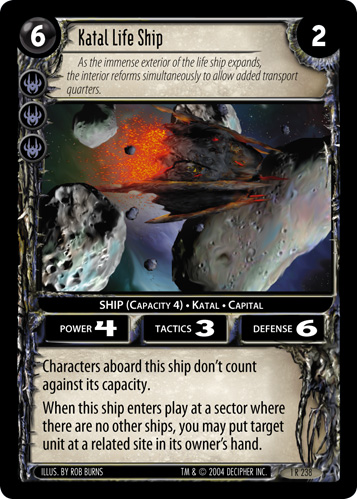 6 Katal Life Ship 2
As the immense exterior of the life ship expands,
the interior reforms simultaneously to allow added transport
quarters.
SHIP (CAPACITY 4) • KATAL • CAPITAL
POWER 4 TACTICS 3 DEFENSE 6
Characters aboard this ship don't count
against its capacity.
When this ship enters play at a sector where
there are no other ships, you may put target
unit at a related site in its owner's hand.
ILLUS. BY ROB BURNS TM & © 2004 DECIPHER INC. 1 R 238